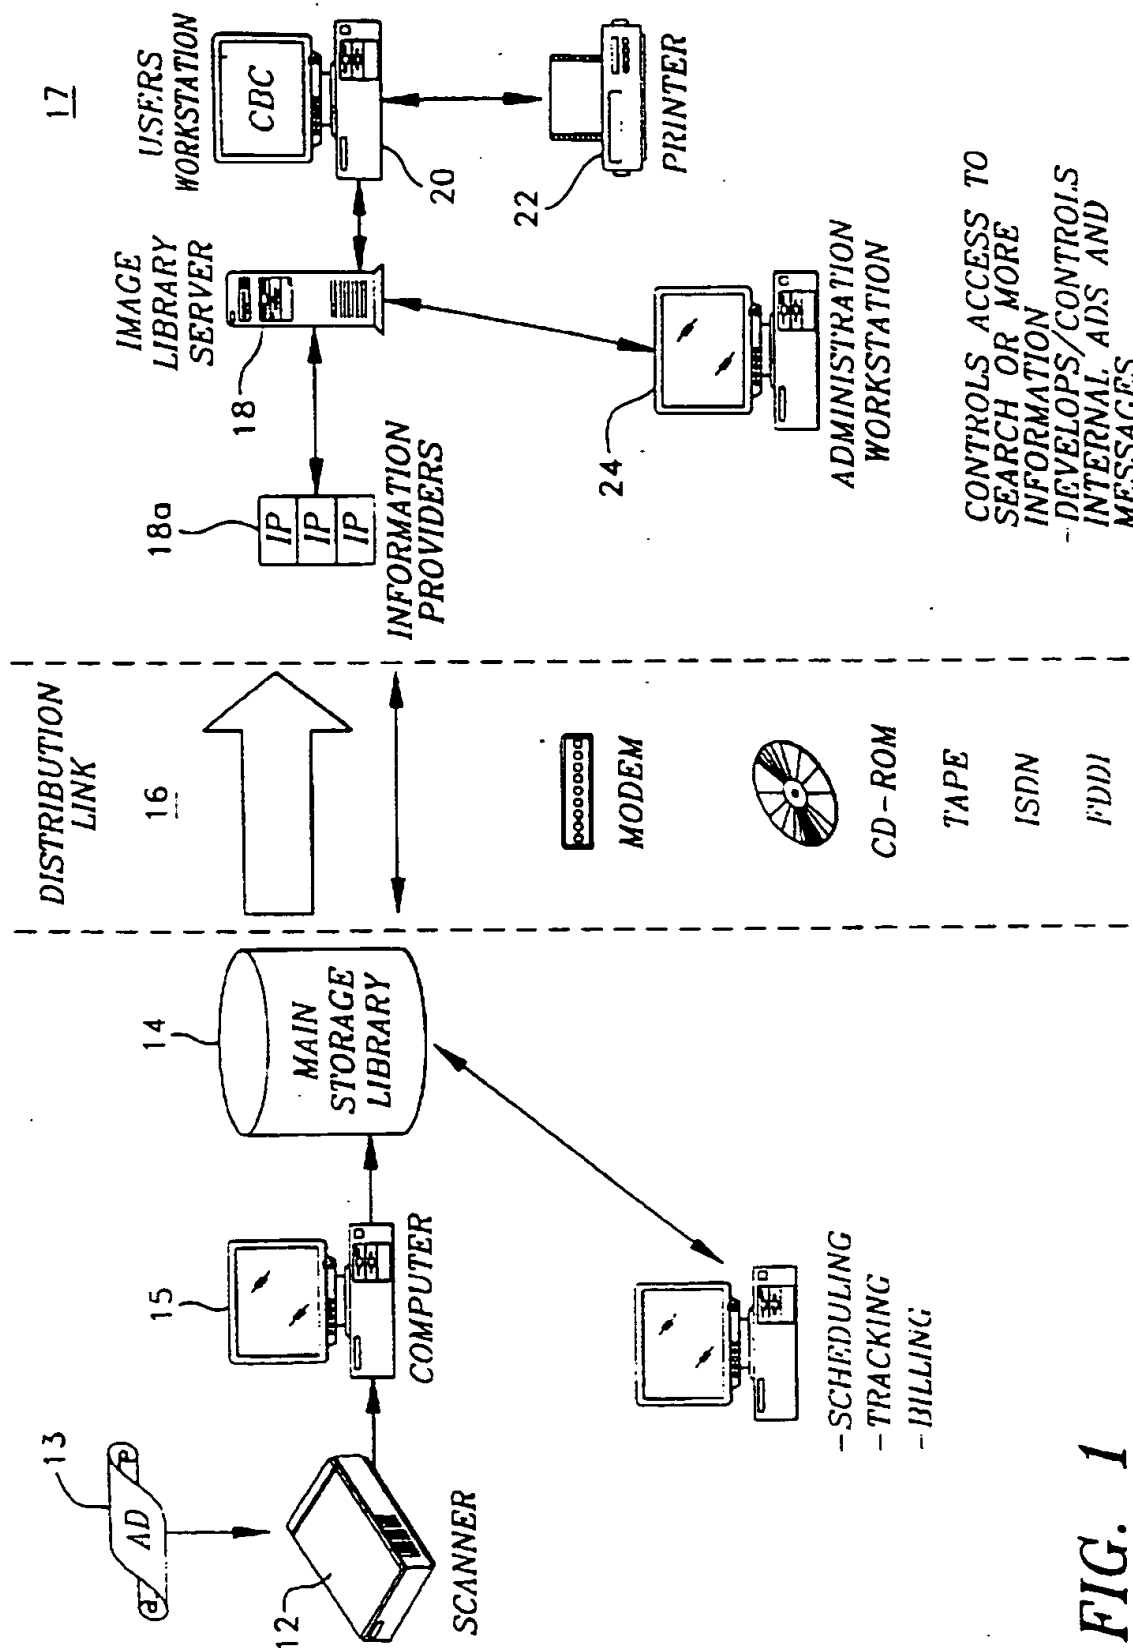 13
AD
12
SCANNER
15
COMPUTER
14
MAIN
STORAGE
LIBRARY
-SCHEDULING
-TRACKING
-BILLING
DISTRIBUTION
LINK
16
MODEM
CD-ROM
TAPE
ISDN
FDDI
17
18a
IP
IP
IP
INFORMATION
PROVIDERS
IMAGE
LIBRARY
SERVER
18
USERS
WORKSTATION
CBC
20
22
PRINTER
24
ADMINISTRATION
WORKSTATION
CONTROLS ACCESS TO
SEARCH OR MORE
INFORMATION
-DEVELOPS/CONTROLS
INTERNAL ADS AND
MESSAGES
FIG. 1